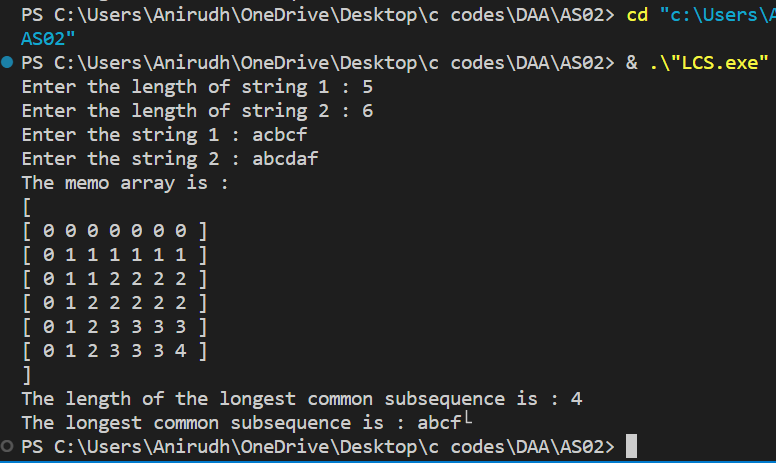 PS C:\Users\Anirudh\OneDrive\Desktop\c codes\DAA\AS02> cd "c:\Users\A
AS02"
PS C:\Users\Anirudh\OneDrive\Desktop\c codes\DAA\AS02> & .\"LCS.exe"
Enter the length of string 1 : 5
Enter the length of string 2 : 6
Enter the string 1 : acbcf
Enter the string 2 : abcdaf
The memo array is :
[
[ 0 0 0 0 0 0 0 ]
[ 0 1 1 1 1 1 1 ]
[ 0 1 1 2 2 2 2 ]
[ 0 1 2 2 2 2 2 ]
[ 0 1 2 3 3 3 3 ]
[ 0 1 2 3 3 3 4 ]
]
The length of the longest common subsequence is : 4
The longest common subsequence is : abcf└
PS C:\Users\Anirudh\OneDrive\Desktop\c codes\DAA\AS02>